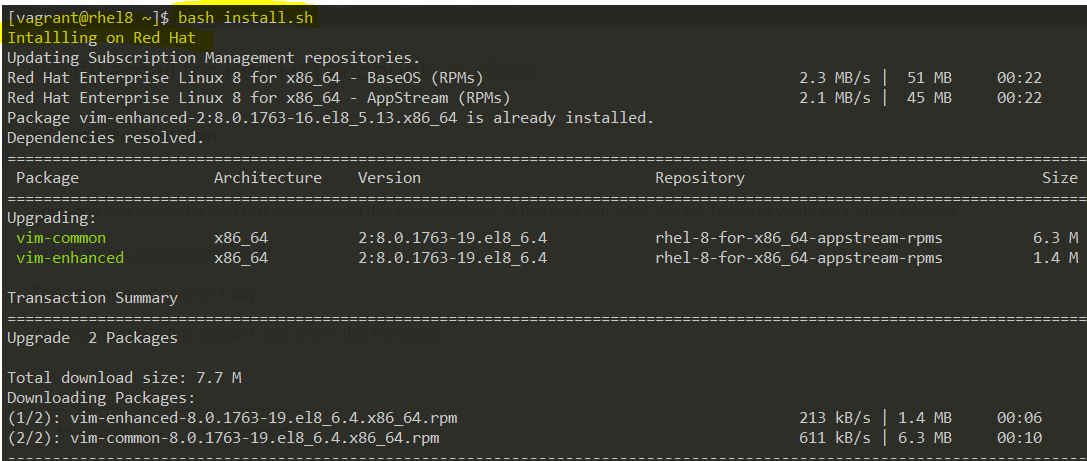 [vagrant@rhel8 ~]$ bash install.sh
Intallling on Red Hat
Updating Subscription Management repositories.
Red Hat Enterprise Linux 8 for x86_64 - BaseOS (RPMs) 2.3 MB/s | 51 MB 00:22
Red Hat Enterprise Linux 8 for x86_64 - AppStream (RPMs) 2.1 MB/s | 45 MB 00:22
Package vim-enhanced-2:8.0.1763-16.el8_5.13.x86_64 is already installed.
Dependencies resolved.
================================================================================
Package Architecture Version Repository Size
================================================================================
Upgrading:
vim-common x86_64 2:8.0.1763-19.el8_6.4 rhel-8-for-x86_64-appstream-rpms 6.3 M
vim-enhanced x86_64 2:8.0.1763-19.el8_6.4 rhel-8-for-x86_64-appstream-rpms 1.4 M
Transaction Summary
================================================================================
Upgrade 2 Packages
Total download size: 7.7 M
Downloading Packages:
(1/2): vim-enhanced-8.0.1763-19.el8_6.4.x86_64.rpm 213 kB/s | 1.4 MB 00:06
(2/2): vim-common-8.0.1763-19.el8_6.4.x86_64.rpm 611 kB/s | 6.3 MB 00:10
--------------------------------------------------------------------------------